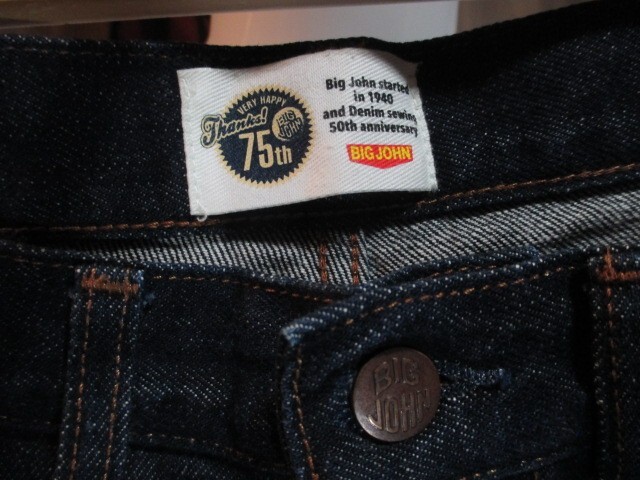 VERY HAPPY
Thanks!
BIG
JOHN
75th
Big John started
in 1940
and Denim sewing
50th anniversary
BIG JOHN
BIG
JOHN